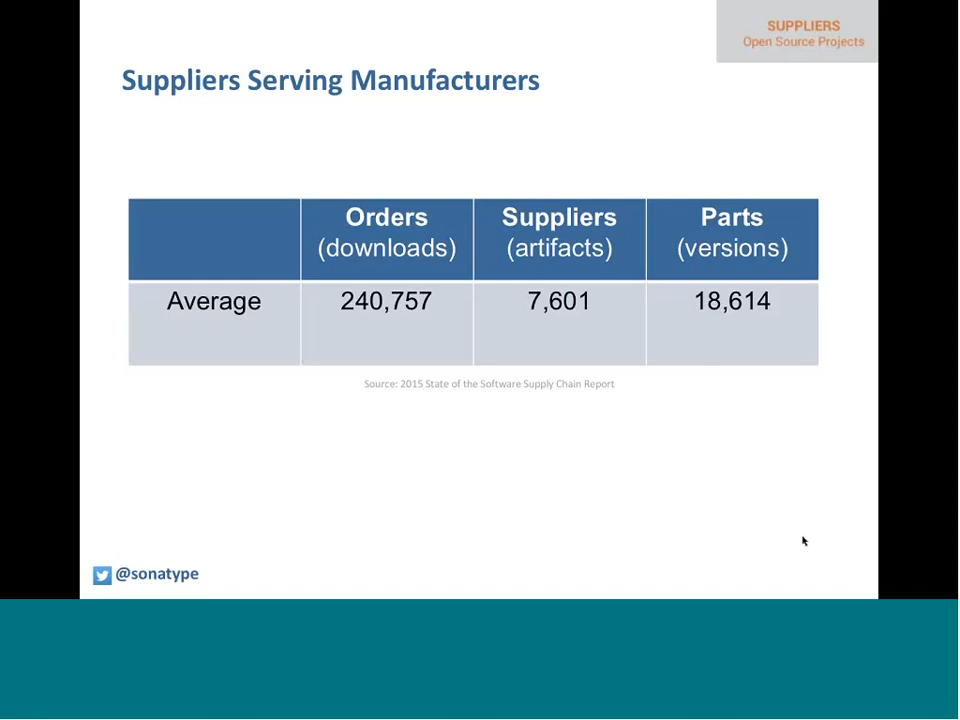 SUPPLIERS
Open Source Projects
Suppliers Serving Manufacturers
Orders Suppliers Parts
(downloads) (artifacts) (versions)
Average 240,757 7,601 18,614
Source: 2015 State of the Software Supply Chain Report
@sonatype